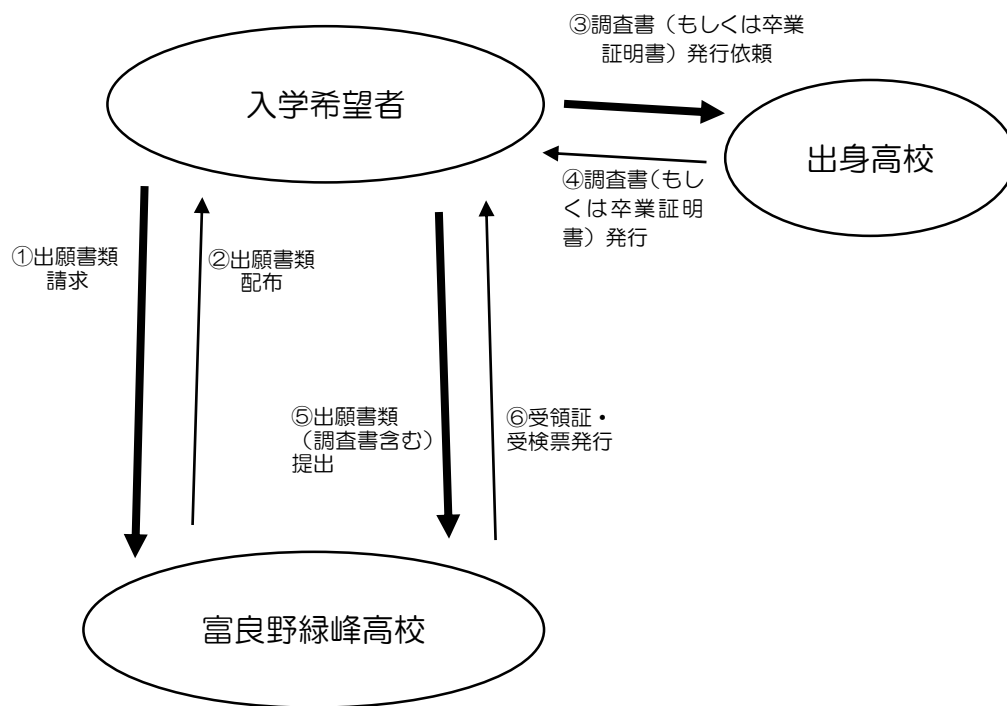 ③調査書（もしくは卒業
証明書）発行依頼
入学希望者
出身高校
④調査書（もし
くは卒業証明
書）発行
①出願書類
請求
②出願書類
配布
⑤出願書類
（調査書含む）
提出
⑥受領証・
受検票発行
富良野緑峰高校